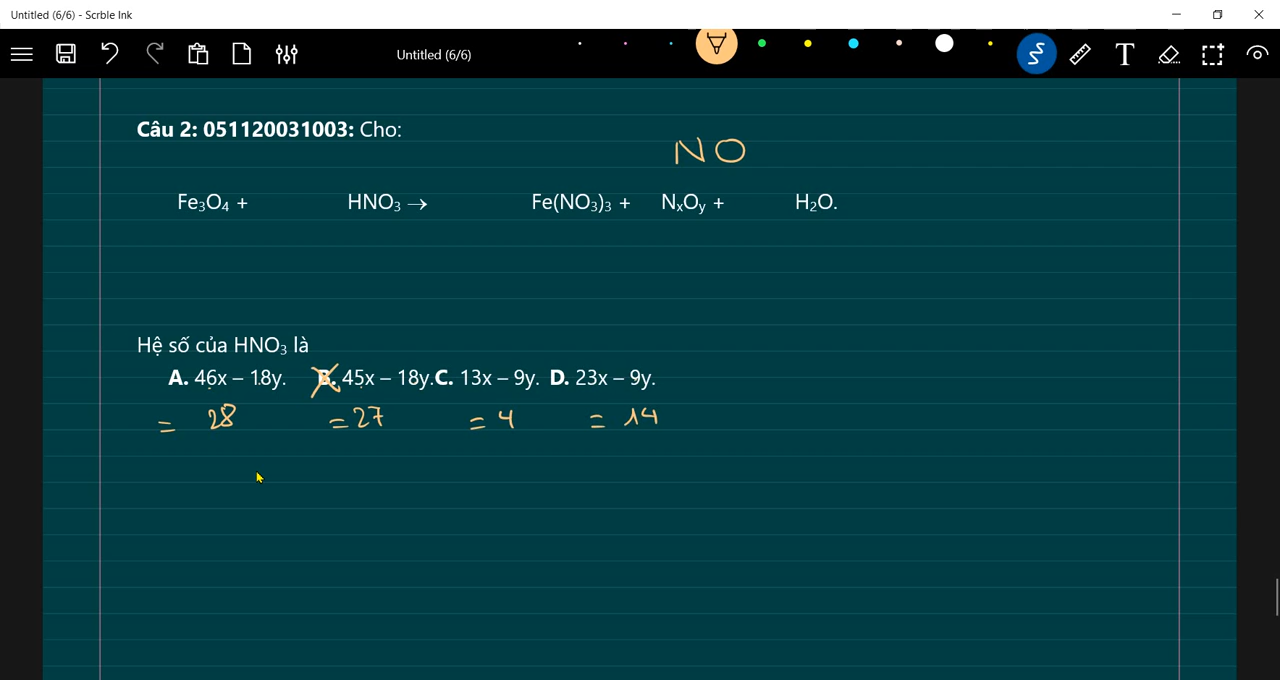 Untitled (6/6) - Scrble Ink
Untitled (6/6)
T
Câu 2: 051120031003: Cho:
NO
Fe₃O₄ + HNO₃ → Fe(NO₃)₃ + NₓOᵧ + H₂O.
Hệ số của HNO₃ là
A. 46x – 18y. B. 45x – 18y. C. 13x – 9y. D. 23x – 9y.
= 28 = 27 = 4 = 14